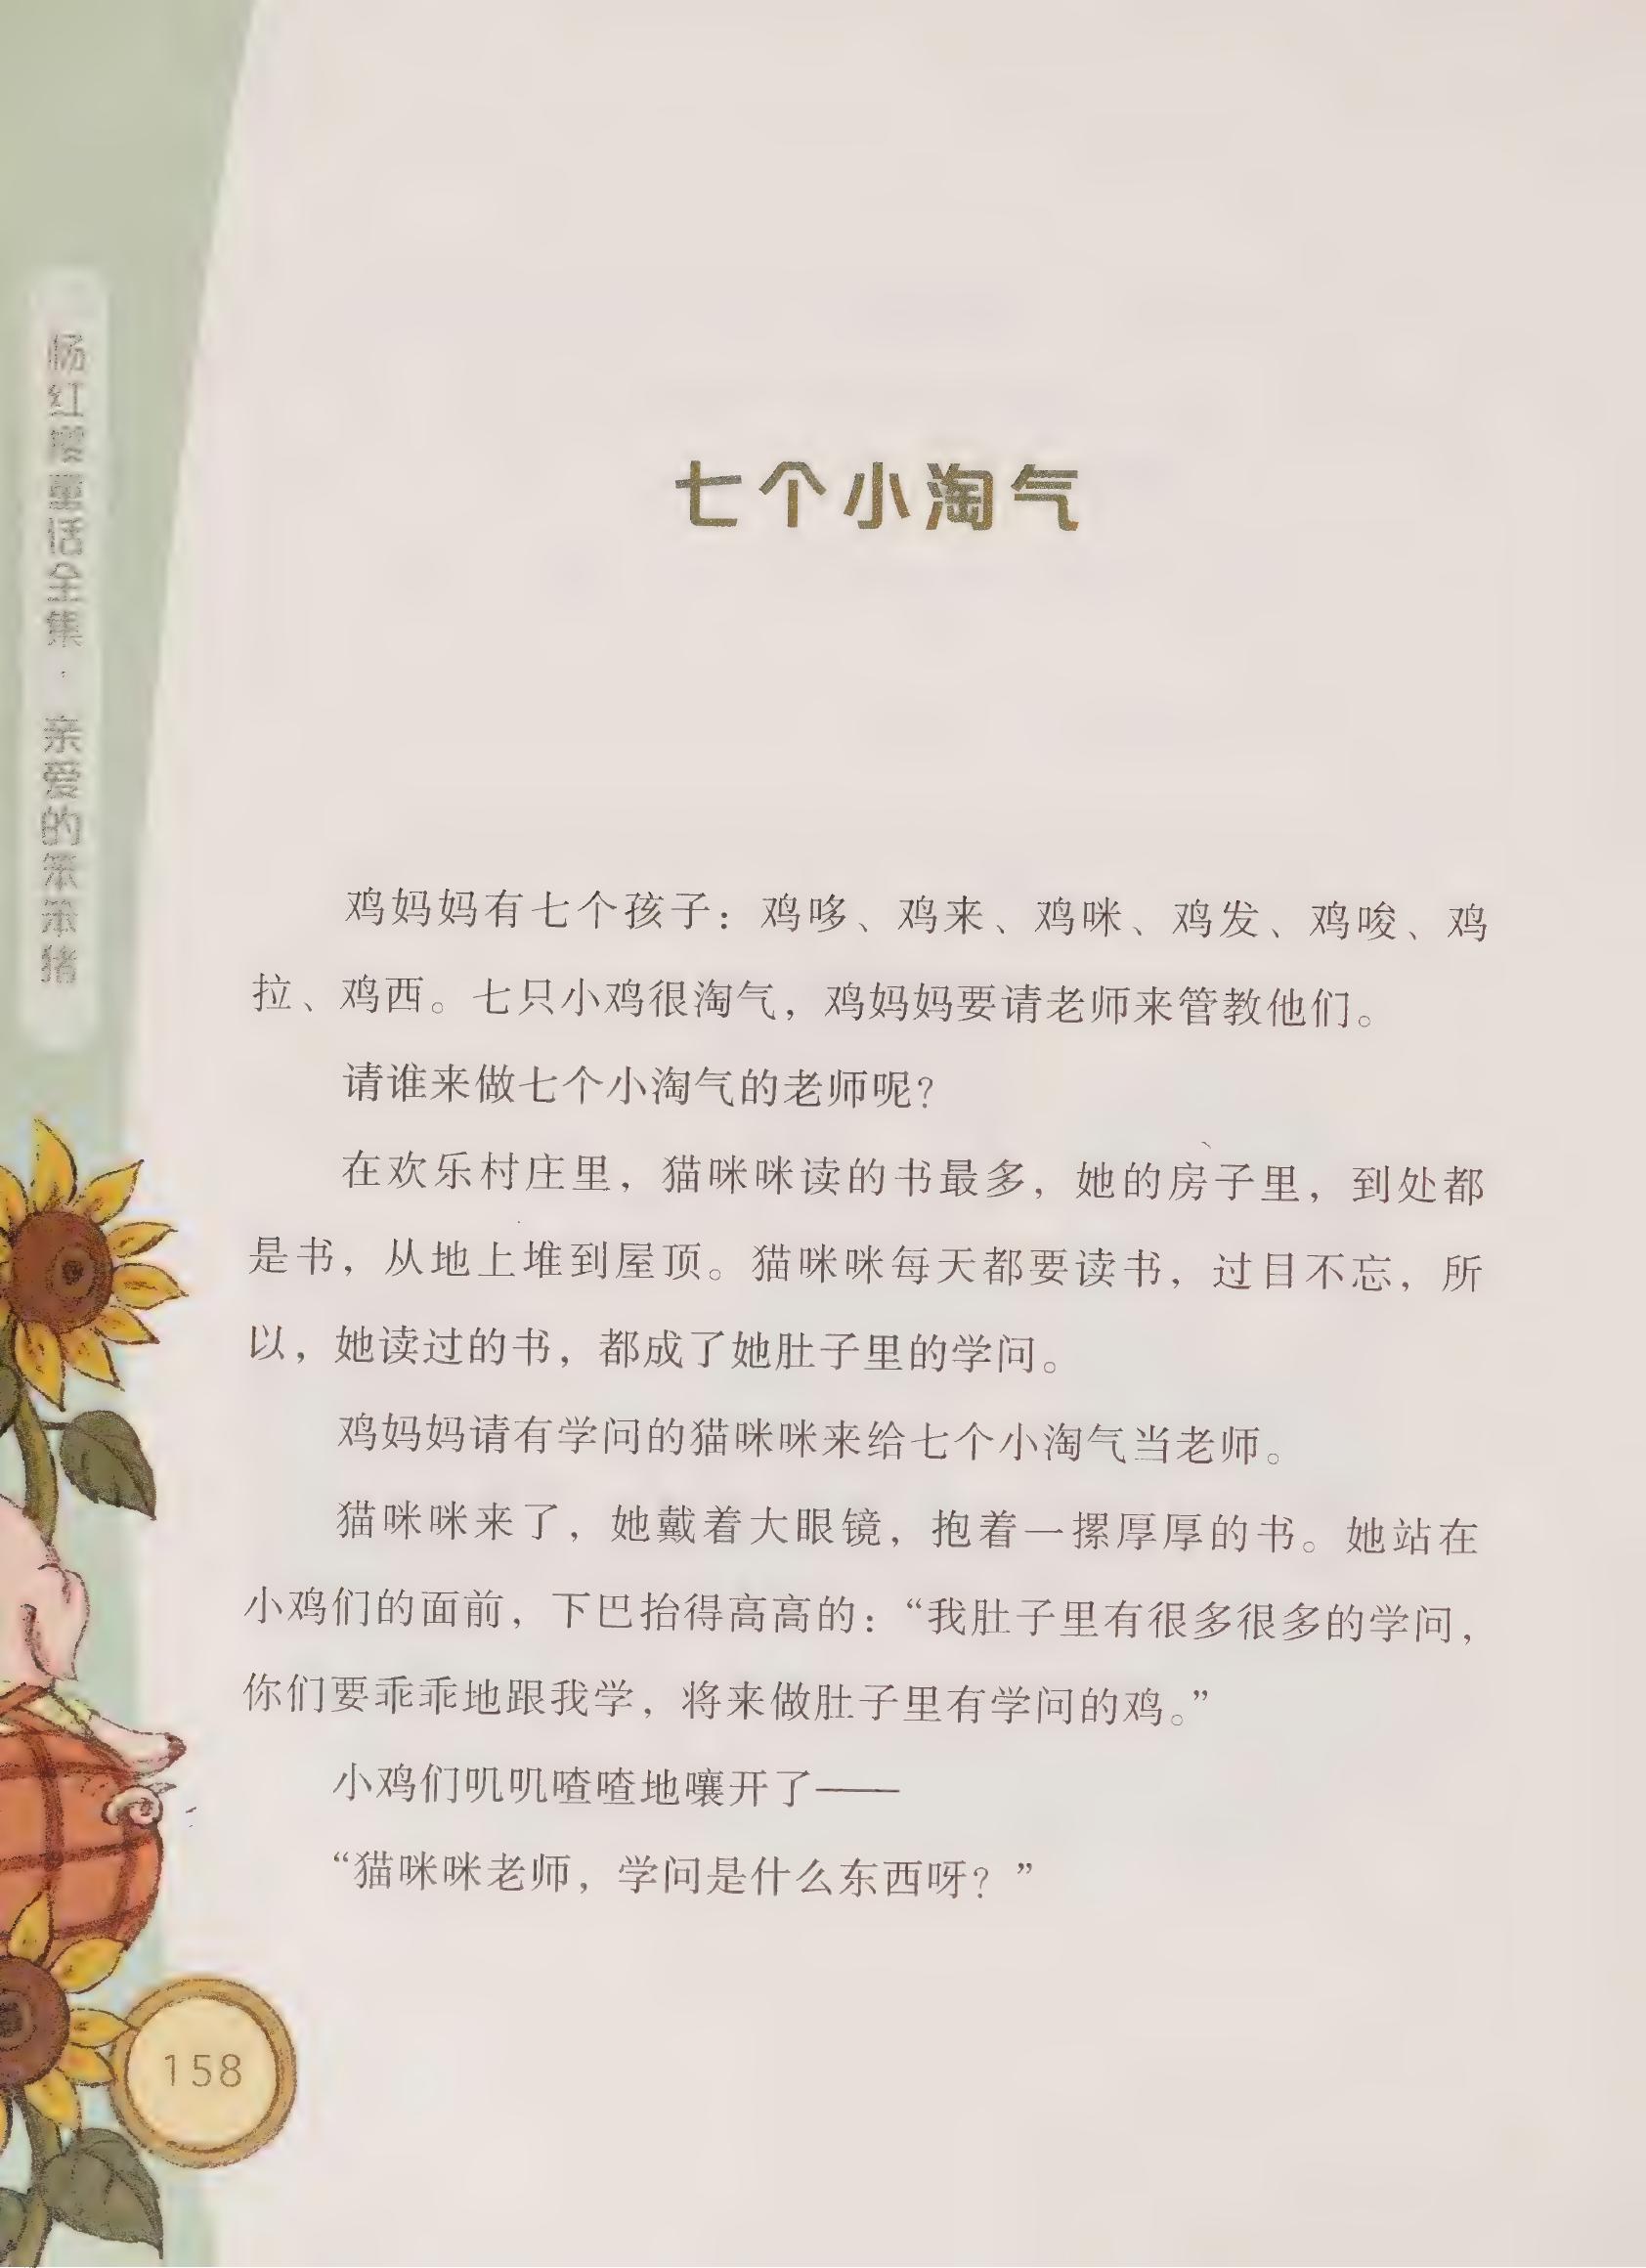 杨红樱童话全集·亲爱的笨笨猪
七个小淘气
鸡妈妈有七个孩子：鸡哆、鸡来、鸡咪、鸡发、鸡唆、鸡
拉、鸡西。七只小鸡很淘气，鸡妈妈要请老师来管教他们。
请谁来做七个小淘气的老师呢？
在欢乐村庄里，猫咪咪读的书最多，她的房子里，到处都
是书，从地上堆到屋顶。猫咪咪每天都要读书，过目不忘，所
以，她读过的书，都成了她肚子里的学问。
鸡妈妈请有学问的猫咪咪来给七个小淘气当老师。
猫咪咪来了，她戴着大眼镜，抱着一摞厚厚的书。她站在
小鸡们的面前，下巴抬得高高的：“我肚子里有很多很多的学问，
你们要乖乖地跟我学，将来做肚子里有学问的鸡。”
小鸡们叽叽喳喳地嚷开了——
“猫咪咪老师，学问是什么东西呀？”
158